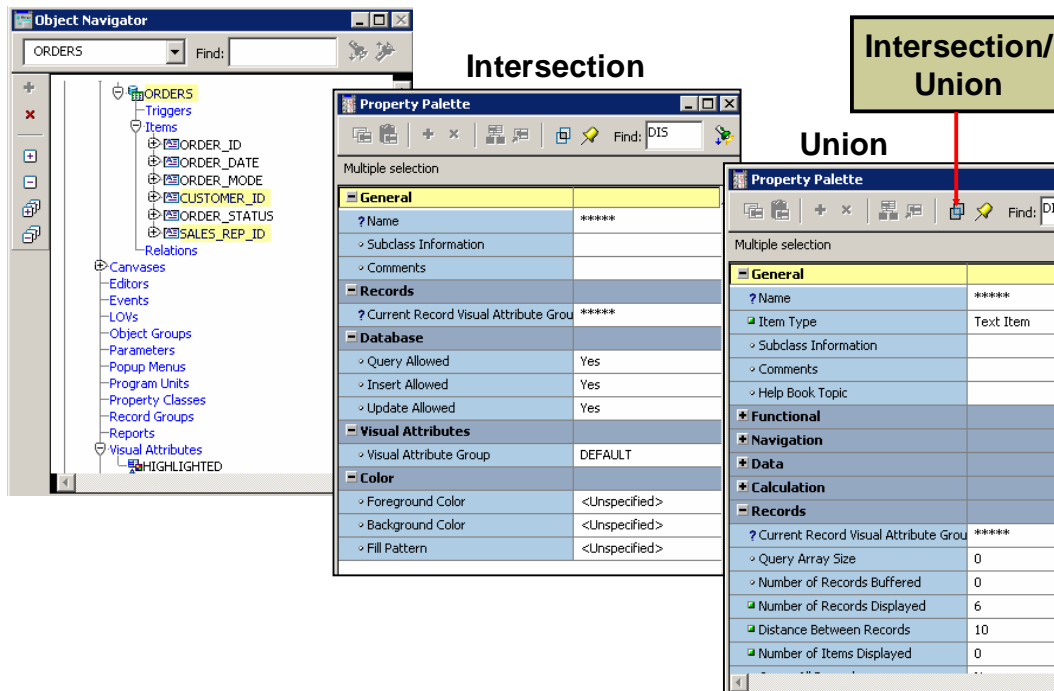 Object Navigator
ORDERS
Find:
ORDERS
Triggers
Items
ORDER_ID
ORDER_DATE
ORDER_MODE
CUSTOMER_ID
ORDER_STATUS
SALES_REP_ID
Relations
Canvases
Editors
Events
LOVs
Object Groups
Parameters
Popup Menus
Program Units
Property Classes
Record Groups
Reports
Visual Attributes
HIGHLIGHTED
Intersection
Property Palette
Find: DIS
Multiple selection
General
? Name *****
Subclass Information
Comments
Records
? Current Record Visual Attribute Grou *****
Database
Query Allowed Yes
Insert Allowed Yes
Update Allowed Yes
Visual Attributes
Visual Attribute Group DEFAULT
Color
Foreground Color <Unspecified>
Background Color <Unspecified>
Fill Pattern <Unspecified>
Intersection/
Union
Union
Property Palette
Find:
Multiple selection
General
? Name *****
Item Type Text Item
Subclass Information
Comments
Help Book Topic
Functional
Navigation
Data
Calculation
Records
? Current Record Visual Attribute Grou *****
Query Array Size 0
Number of Records Buffered 0
Number of Records Displayed 6
Distance Between Records 10
Number of Items Displayed 0